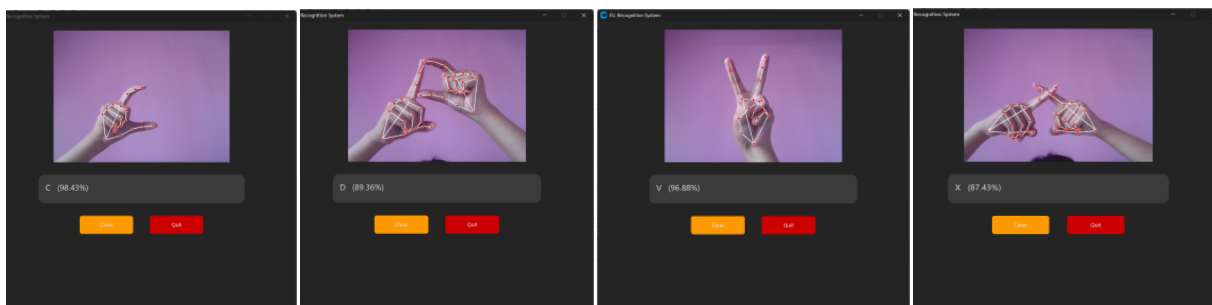 Recognition System
C (98.43%)
Clear
Quit
Recognition System
D (89.36%)
Clear
Quit
Recognition System
V (96.88%)
Clear
Quit
Recognition System
X (87.43%)
Clear
Quit